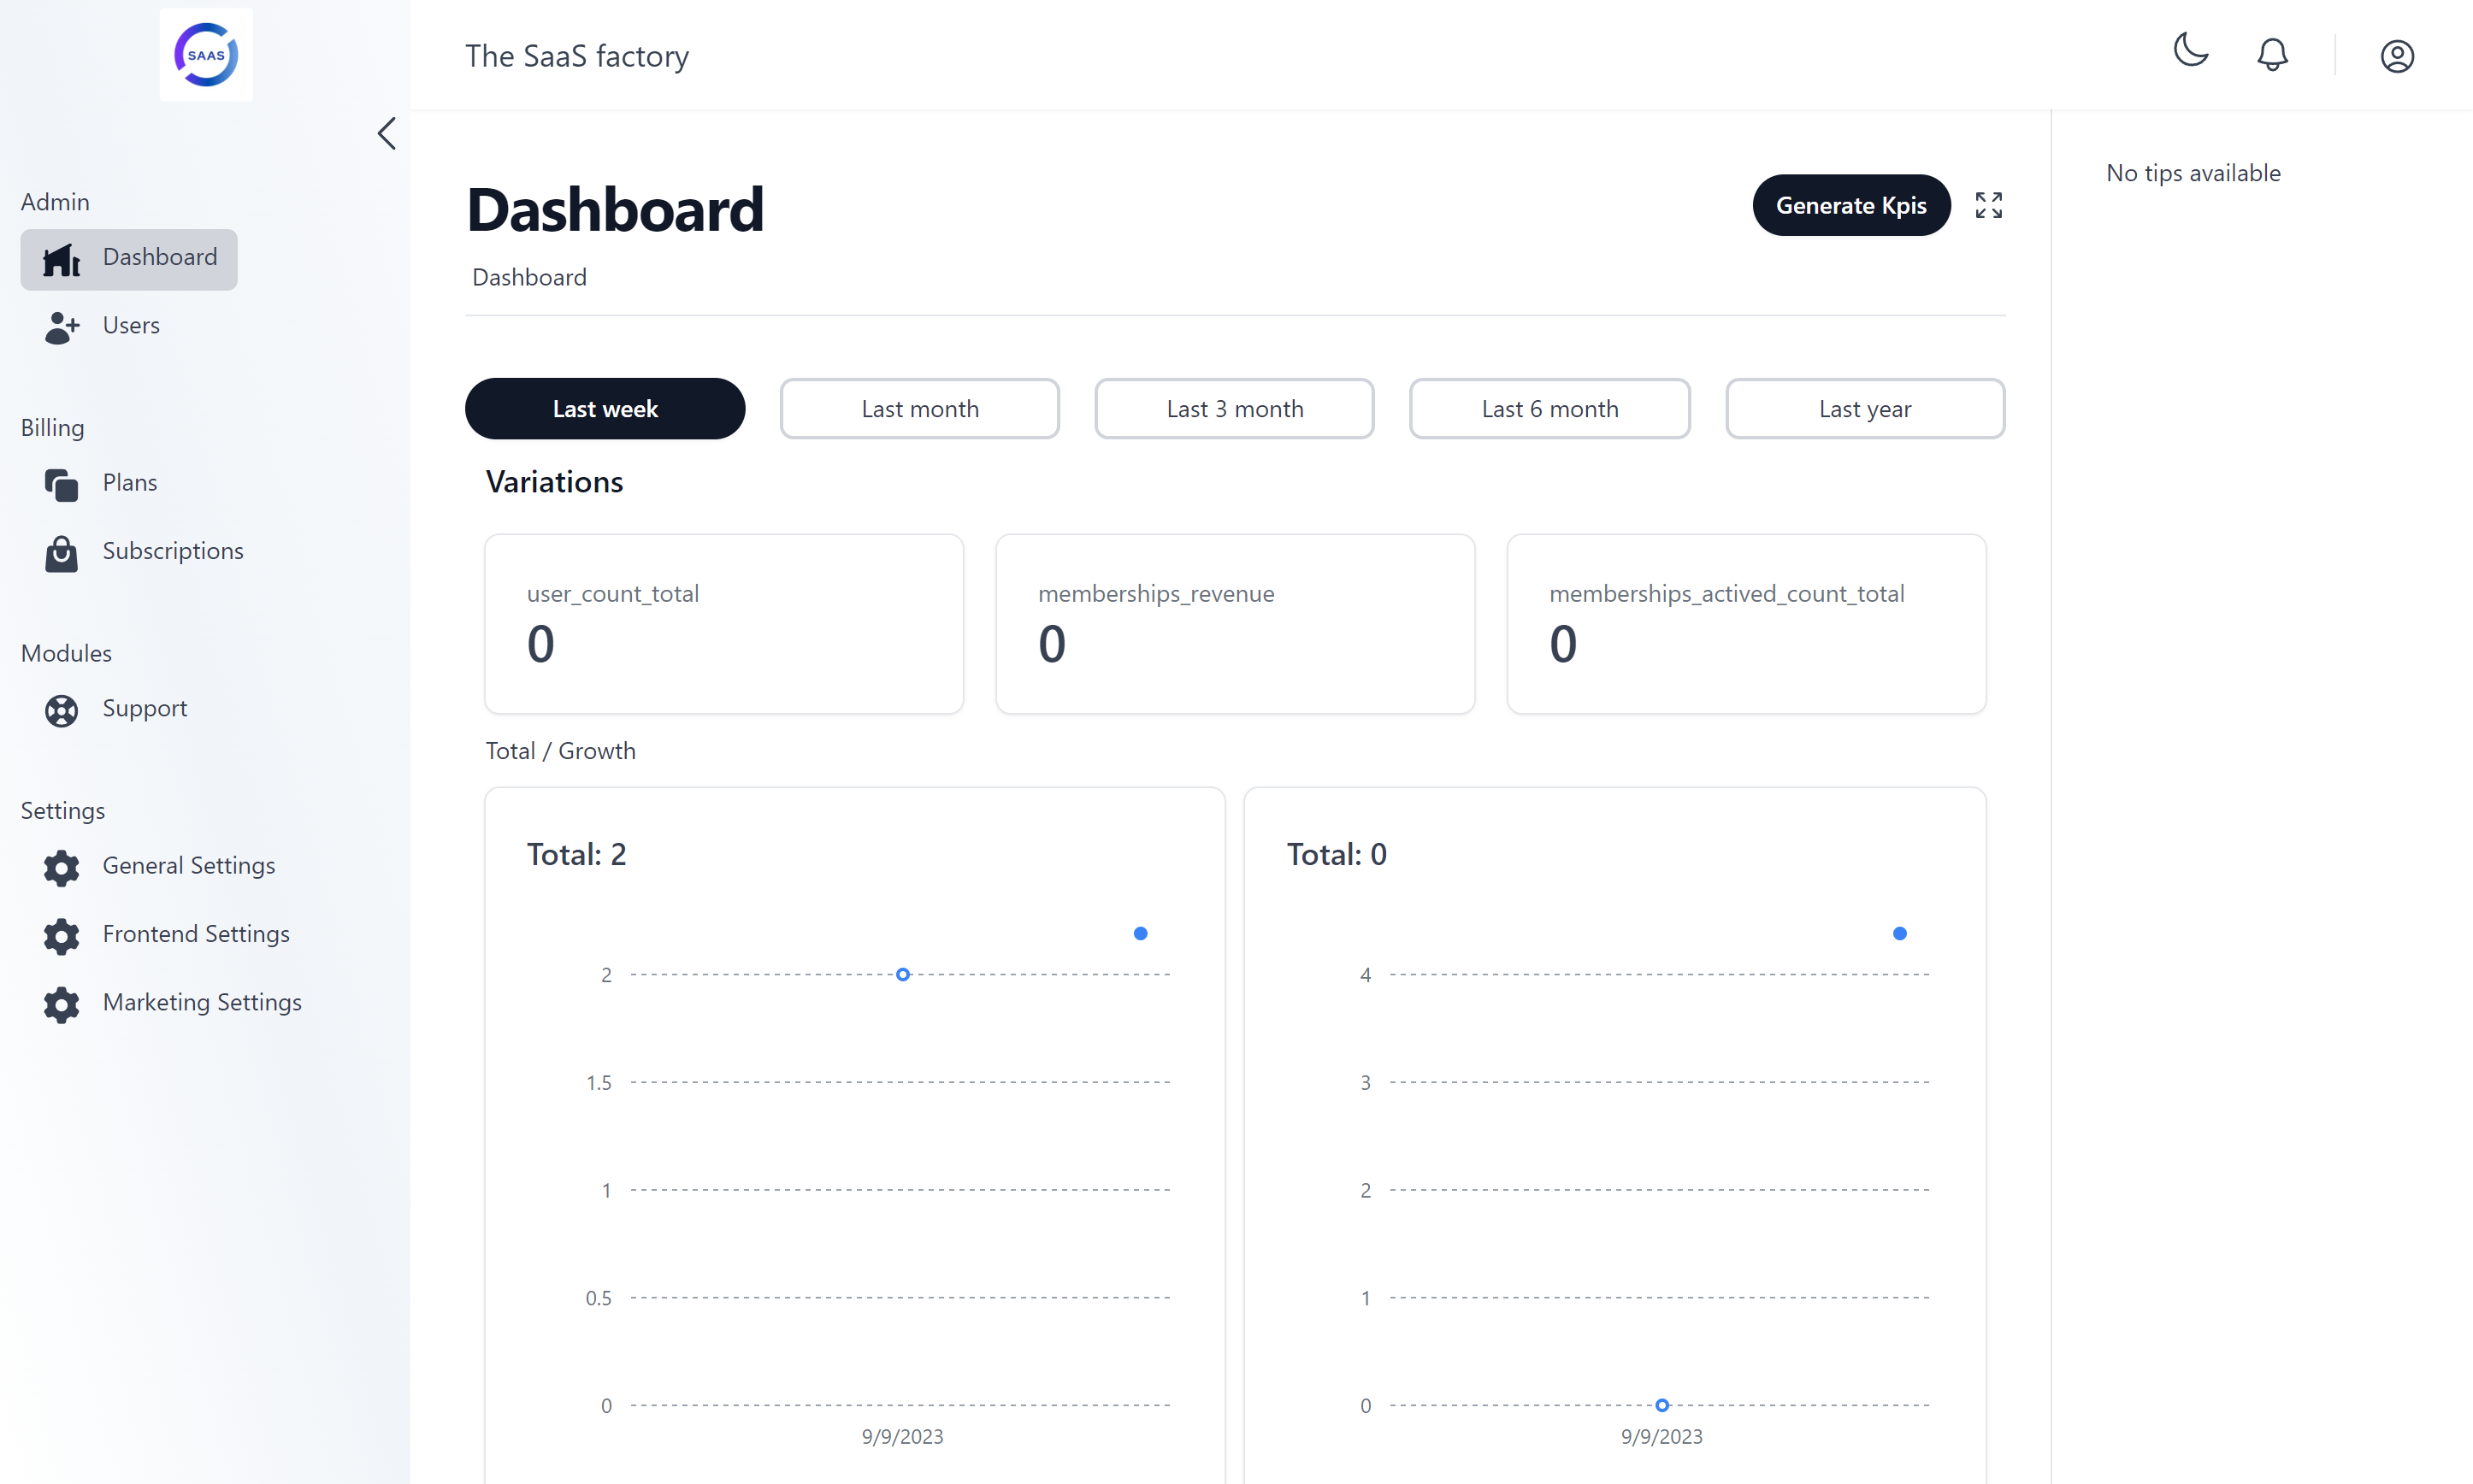 SAAS
The SaaS factory
Admin
Dashboard
Users
Billing
Plans
Subscriptions
Modules
Support
Settings
General Settings
Frontend Settings
Marketing Settings
Dashboard
Generate Kpis
Dashboard
Last week
Last month
Last 3 month
Last 6 month
Last year
Variations
user_count_total
0
memberships_revenue
0
memberships_actived_count_total
0
Total / Growth
Total: 2
2
1.5
1
0.5
0
9/9/2023
Total: 0
4
3
2
1
0
9/9/2023
No tips available